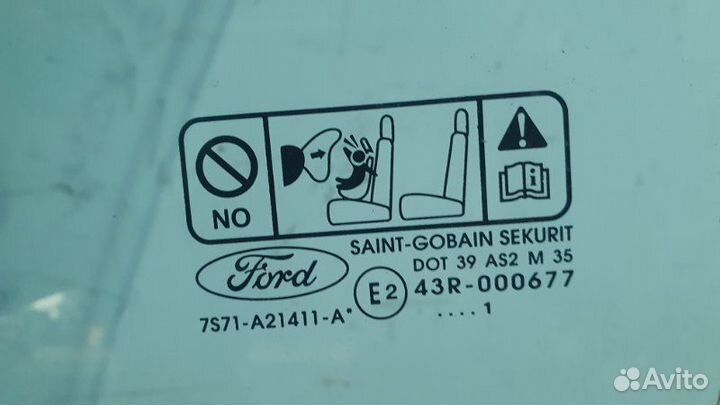 NO
i
SAINT-GOBAIN SEKURIT
Ford
DOT 39 AS2 M 35
E2
43R-000677
7S71-A21411-A*
.... 1
Avito